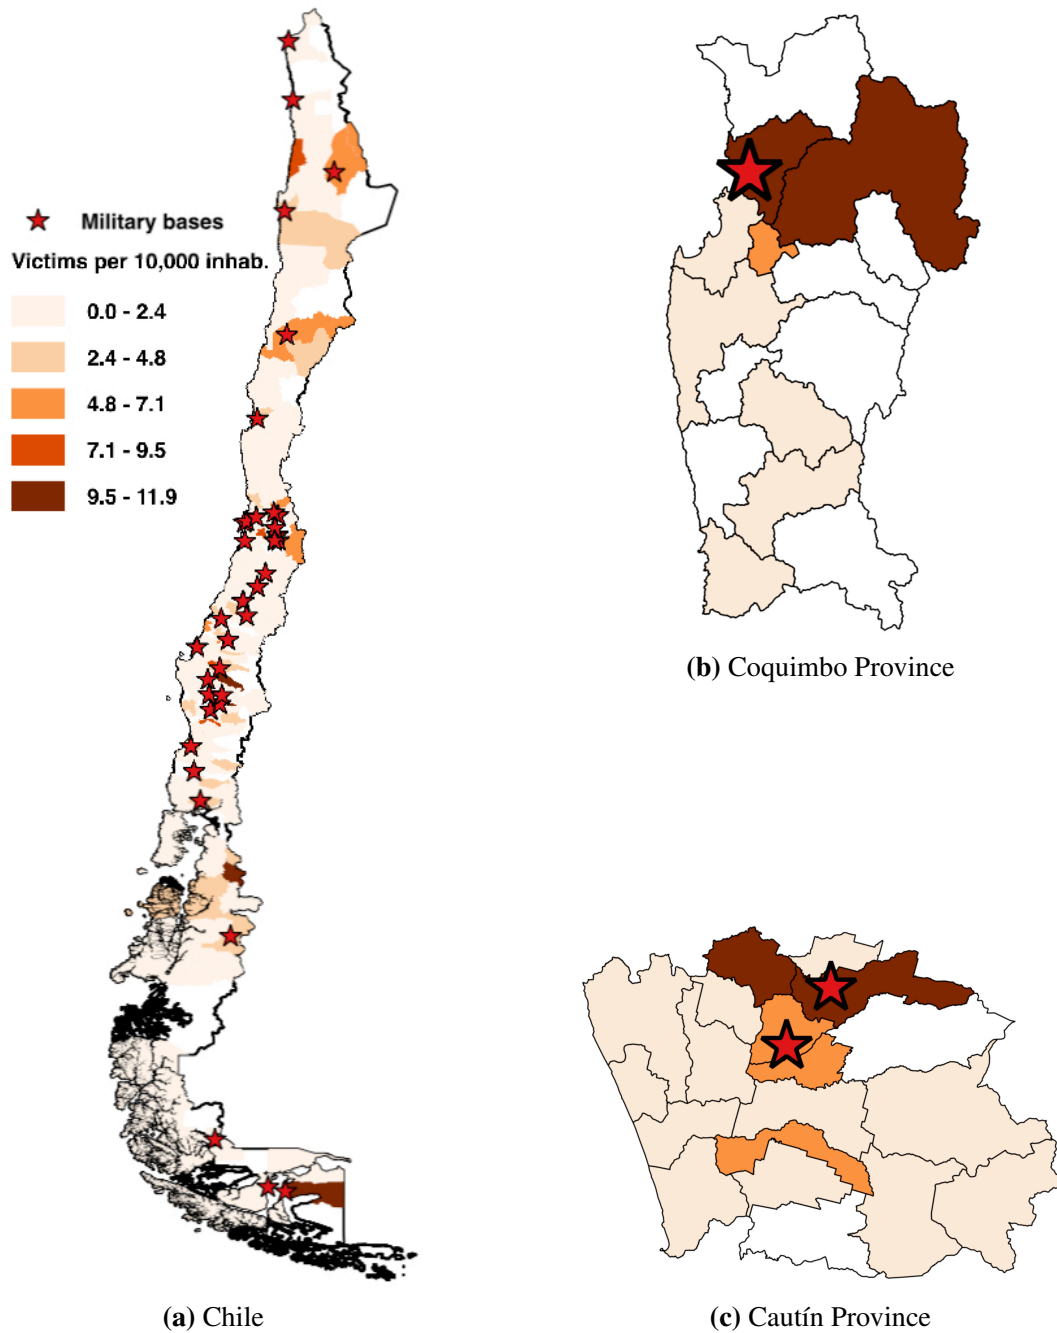 Military bases
Victims per 10,000 inhab.
0.0 - 2.4
2.4 - 4.8
4.8 - 7.1
7.1 - 9.5
9.5 - 11.9
(a) Chile
(b) Coquimbo Province
(c) Cautín Province